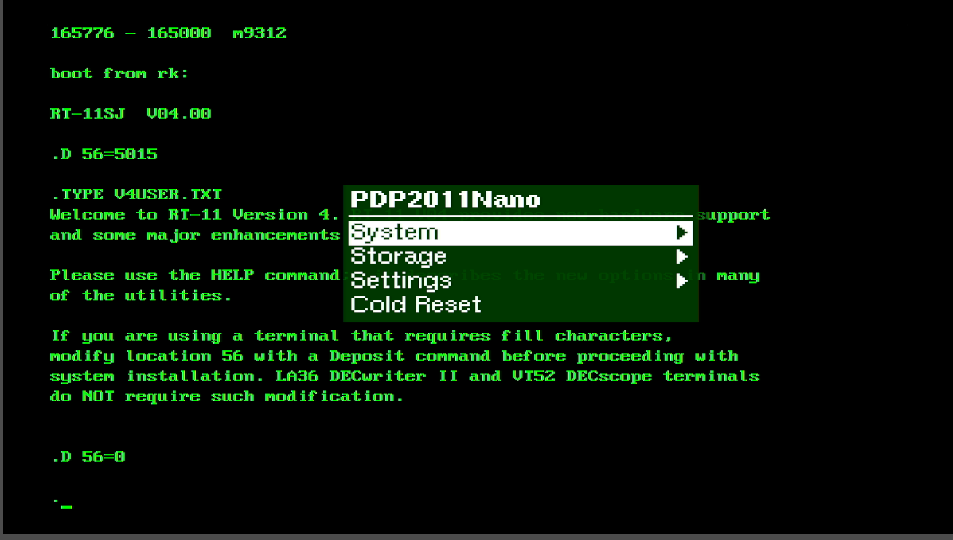 165776 - 165000  m9312
boot from rk:
RT-11SJ  V04.00
.D 56=5015
.TYPE V4USER.TXT
Welcome to RT-11 Version 4. support
and some major enhancements
Please use the HELP command; the new options in many
of the utilities.
If you are using a terminal that requires fill characters,
modify location 56 with a Deposit command before proceeding with
system installation. LA36 DECwriter II and VT52 DECscope terminals
do NOT require such modification.
.D 56=0
._
PDP2011Nano
System
Storage
Settings
Cold Reset